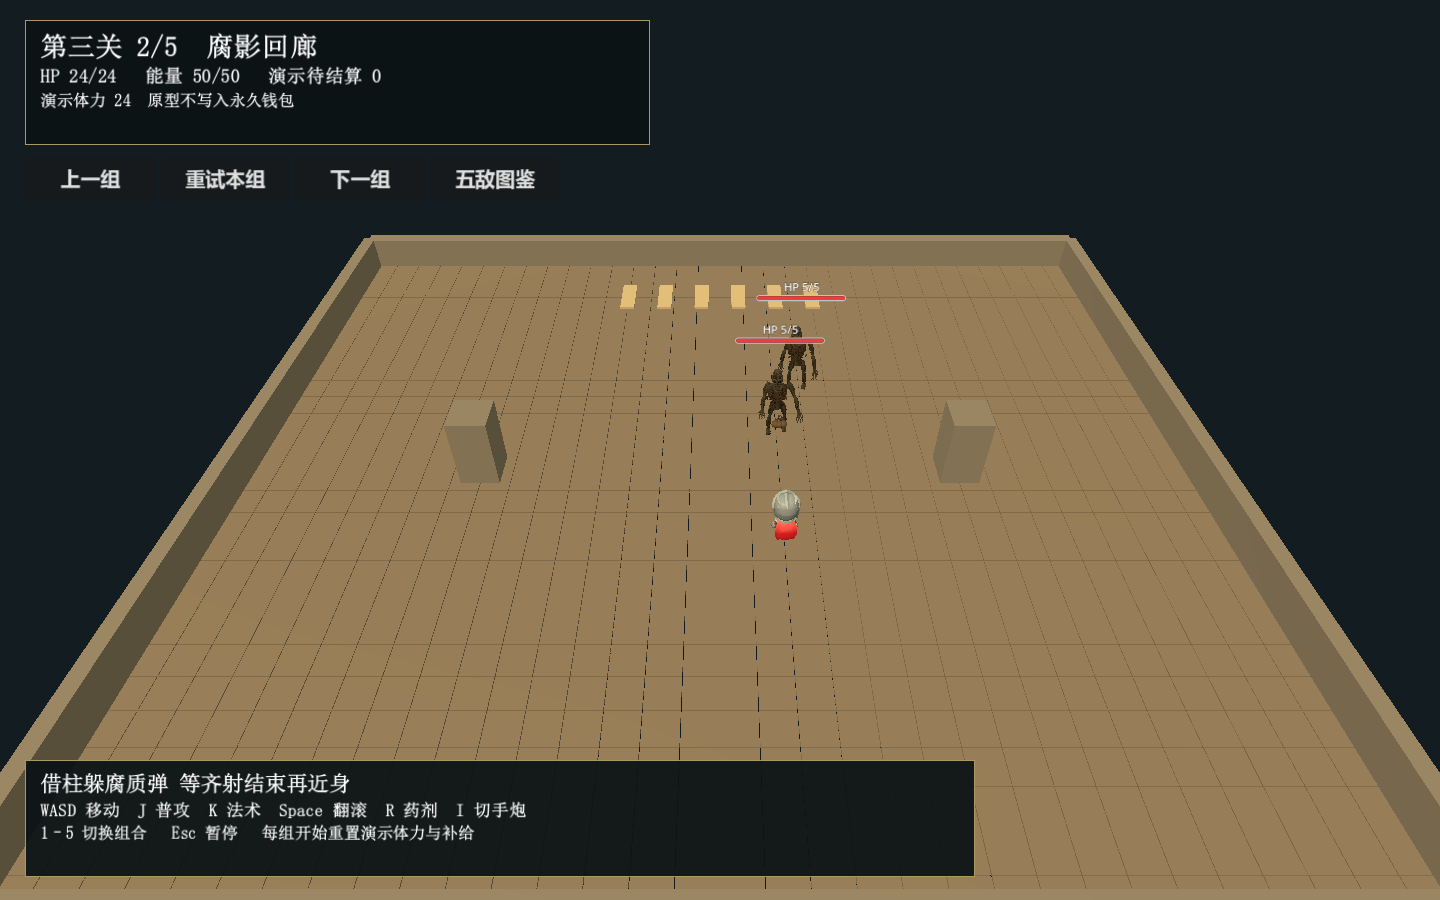 第三关 2/5 腐影回廊
HP 24/24 能量 50/50 演示待结算 0
演示体力 24 原型不写入永久钱包
上一组 重试本组 下一组 五敌图鉴
HP 5/5
HP 5/5
借柱躲腐质弹 等齐射结束再近身
WASD 移动 J 普攻 K 法术 Space 翻滚 R 药剂 I 切手炮
1-5 切换组合 Esc 暂停 每组开始重置演示体力与补给